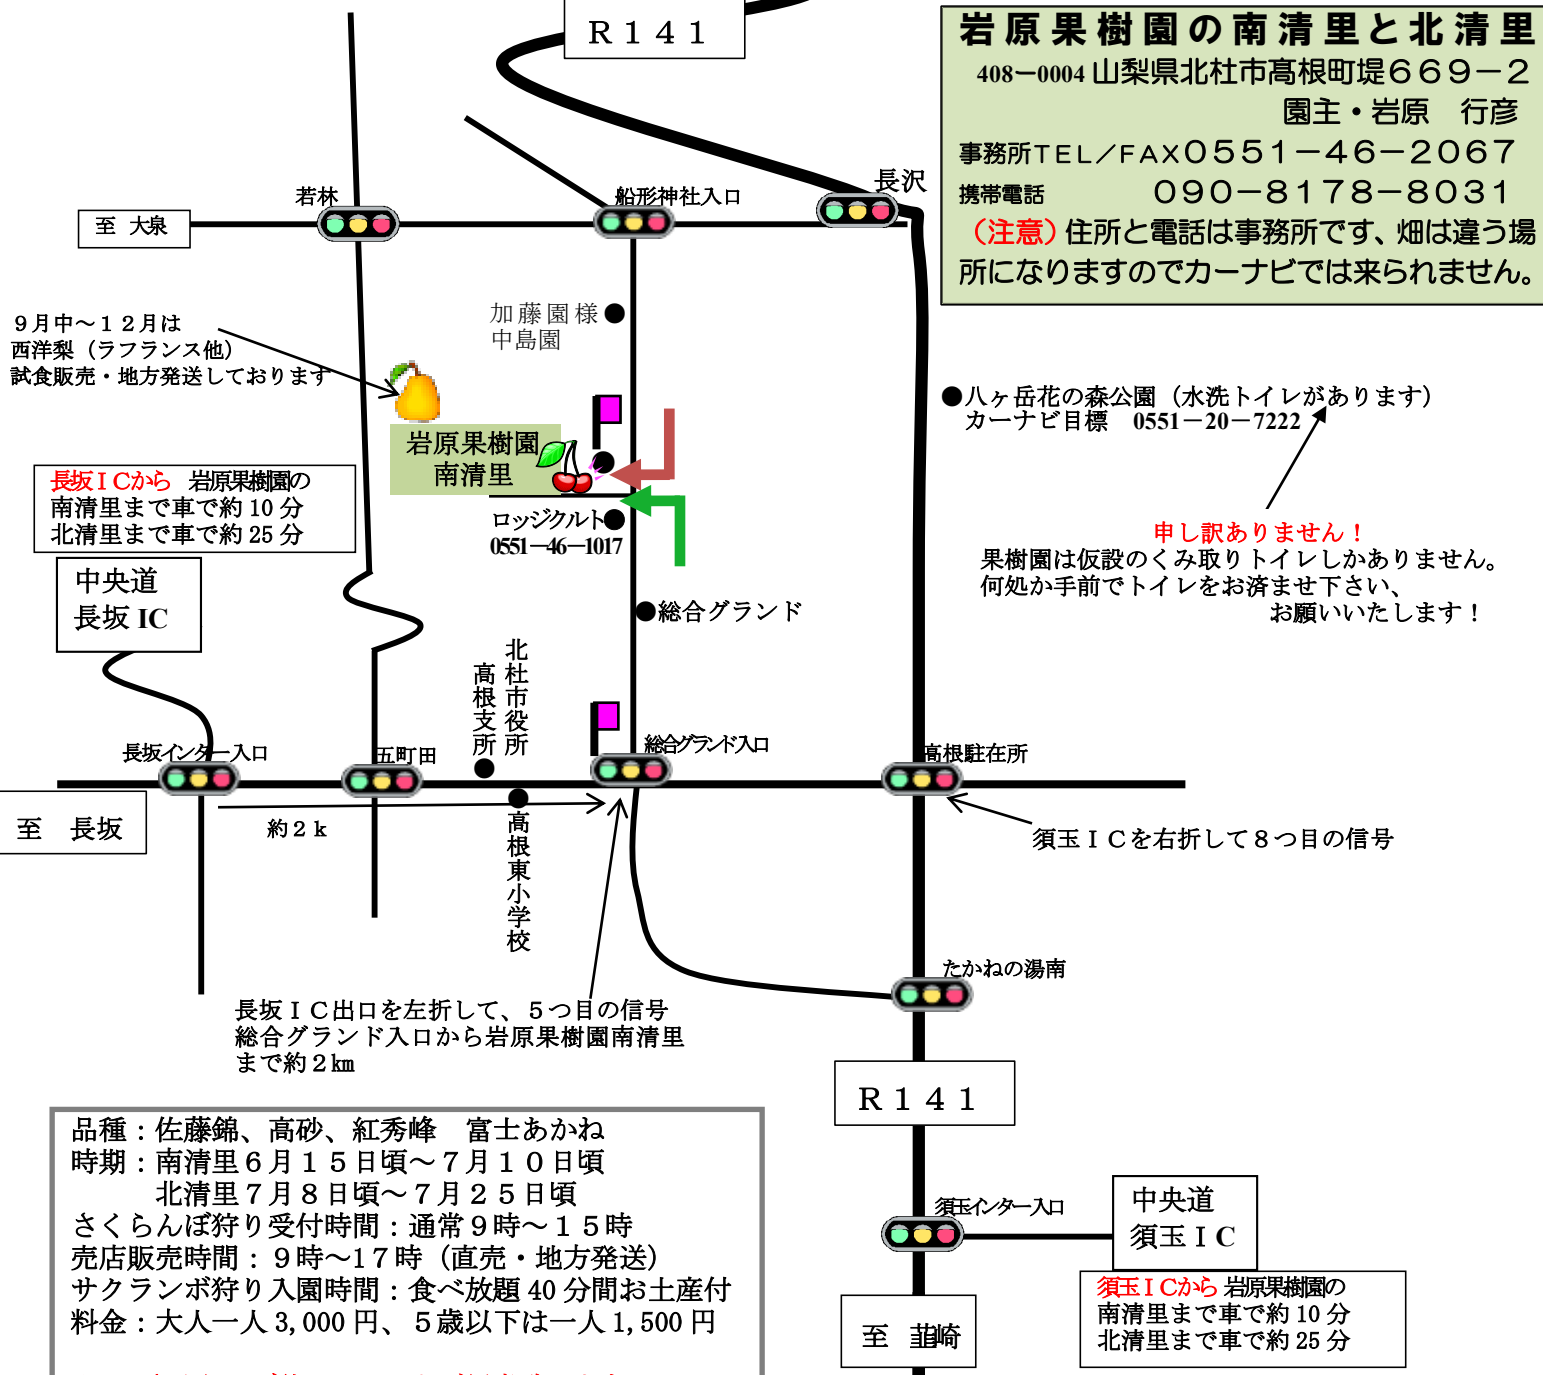 R141
岩原果樹園の南清里と北清里
408－0004 山梨県北杜市高根町堤６６９－２
園主・岩原　行彦
事務所TEL／FAX０５５１－４６－２０６７
携帯電話　０９０－８１７８－８０３１
（注意）住所と電話は事務所です、畑は違う場
所になりますのでカーナビでは来られません。
長沢
若林
船形神社入口
至 大泉
加藤園様
中島園
９月中～１２月は
西洋梨（ラフランス他）
試食販売・地方発送しております
●八ヶ岳花の森公園（水洗トイレがあります）
カーナビ目標　0551－20－7222
岩原果樹園
南清里
長坂ＩＣから　岩原果樹園の
南清里まで車で約 10 分
北清里まで車で約 25 分
ロッジクルト
0551－46－1017
申し訳ありません！
果樹園は仮設のくみ取りトイレしかありません。
何処か手前でトイレをお済ませ下さい、
お願いいたします！
中央道
長坂 IC
●総合グランド
北杜市役所
高根支所
長坂インター入口
五町田
総合グランド入口
高根駐在所
至　長坂
約２ｋ
高根東小学校
須玉ＩＣを右折して８つ目の信号
たかねの湯南
長坂ＩＣ出口を左折して、５つ目の信号
総合グランド入口から岩原果樹園南清里
まで約２㎞
R141
品種：佐藤錦、高砂、紅秀峰　富士あかね
時期：南清里６月１５日頃～７月１０日頃
北清里７月８日頃～７月２５日頃
さくらんぼ狩り受付時間：通常９時～１５時
売店販売時間：９時～17時（直売・地方発送）
サクランボ狩り入園時間：食べ放題 40 分間お土産付
料金：大人一人 3,000 円、５歳以下は一人 1,500 円
須玉インター入口
中央道
須玉ＩＣ
須玉ＩＣから 岩原果樹園の
南清里まで車で約 10 分
北清里まで車で約 25 分
至　韮崎